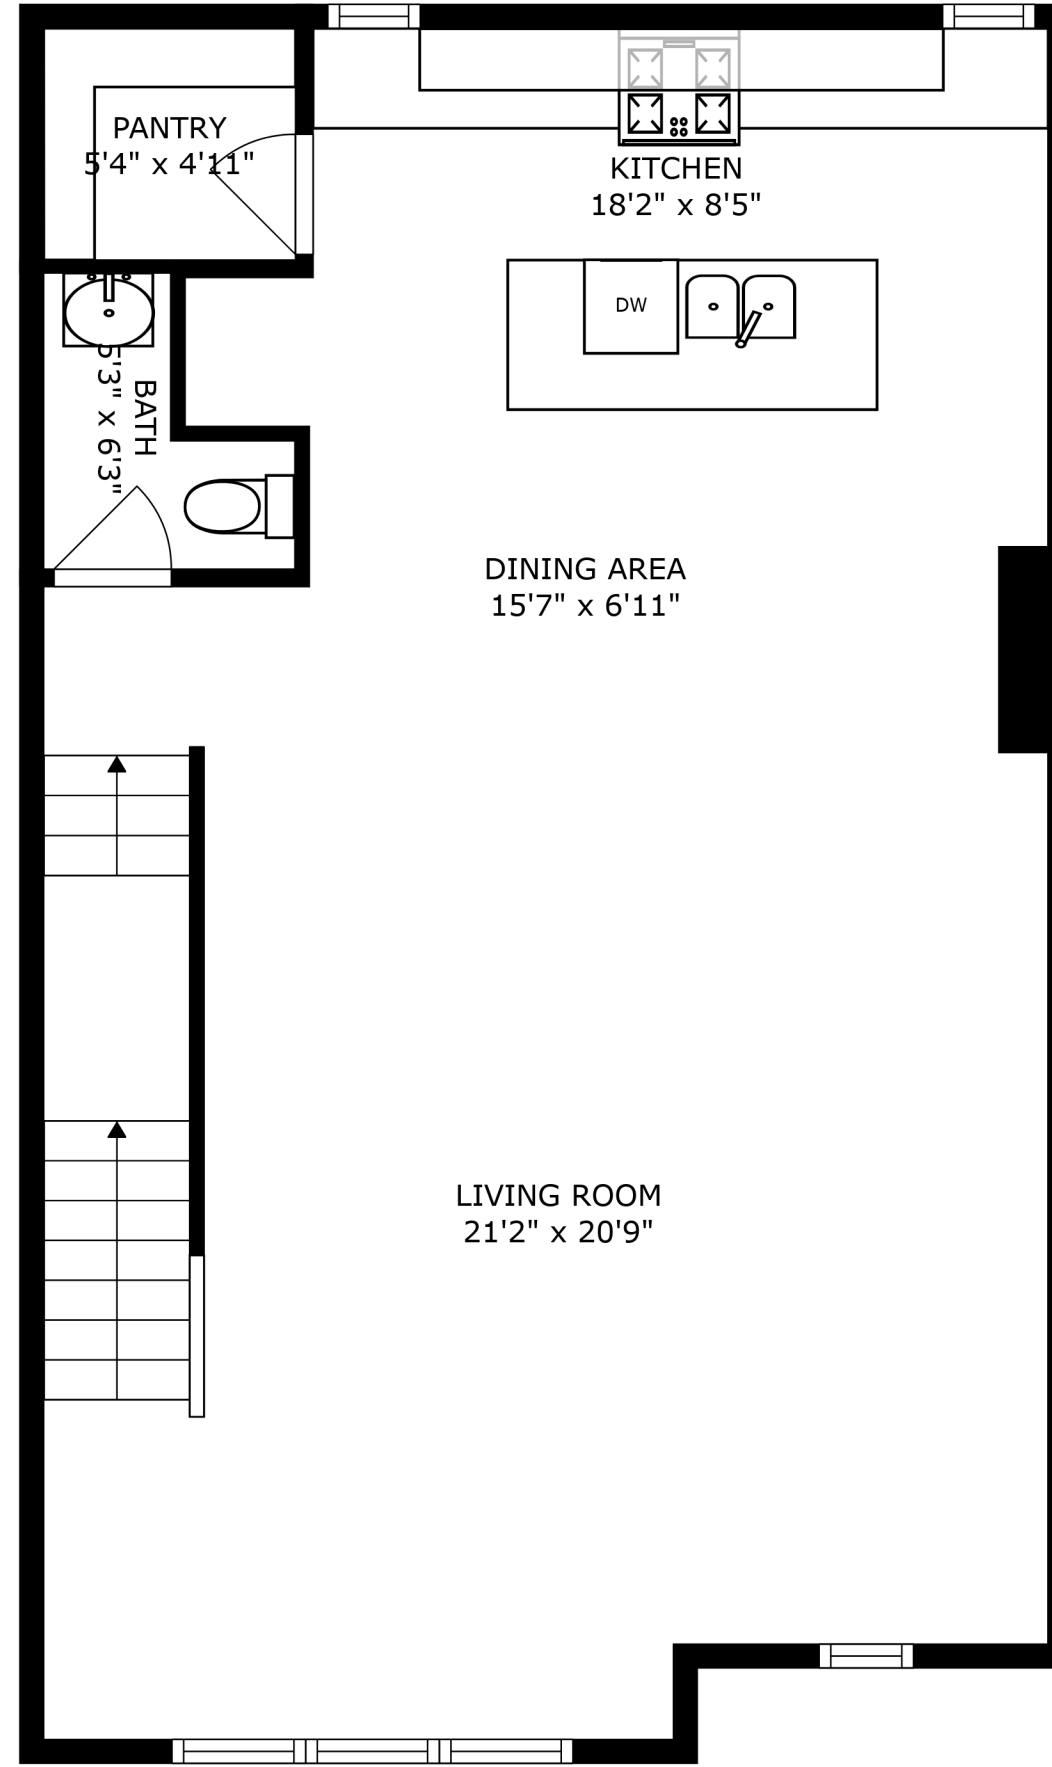 PANTRY
5'4" x 4'11"
KITCHEN
18'2" x 8'5"
DW
BATH
5'3" x 6'3"
DINING AREA
15'7" x 6'11"
LIVING ROOM
21'2" x 20'9"